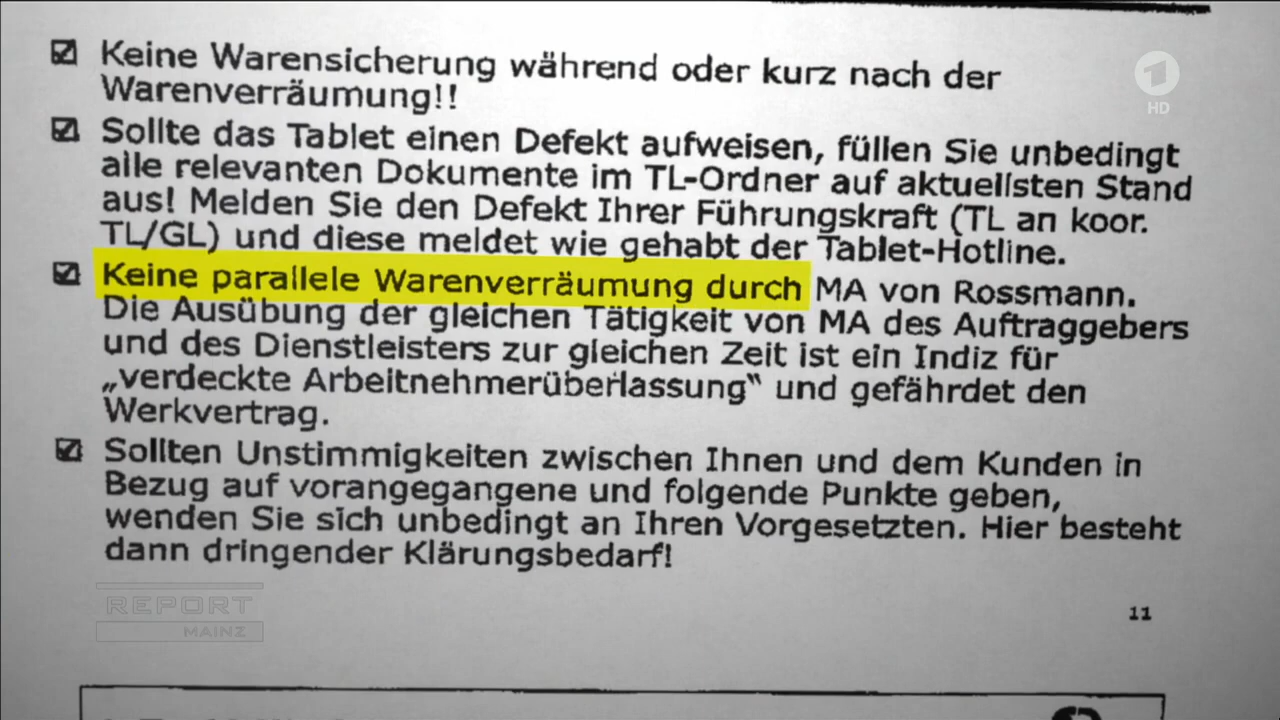 Keine Warensicherung während oder kurz nach der
Warenverräumung!!
Sollte das Tablet einen Defekt aufweisen, füllen Sie unbedingt
alle relevanten Dokumente im TL-Ordner auf aktuellsten Stand
aus! Melden Sie den Defekt Ihrer Führungskraft (TL an koor.
TL/GL) und diese meldet wie gehabt der Tablet-Hotline.
Keine parallele Warenverräumung durch MA von Rossmann.
Die Ausübung der gleichen Tätigkeit von MA des Auftraggebers
und des Dienstleisters zur gleichen Zeit ist ein Indiz für
„verdeckte Arbeitnehmerüberlassung“ und gefährdet den
Werkvertrag.
Sollten Unstimmigkeiten zwischen Ihnen und dem Kunden in
Bezug auf vorangegangene und folgende Punkte geben,
wenden Sie sich unbedingt an Ihren Vorgesetzten. Hier besteht
dann dringender Klärungsbedarf!
11
1
HD
REPORT
MAINZ